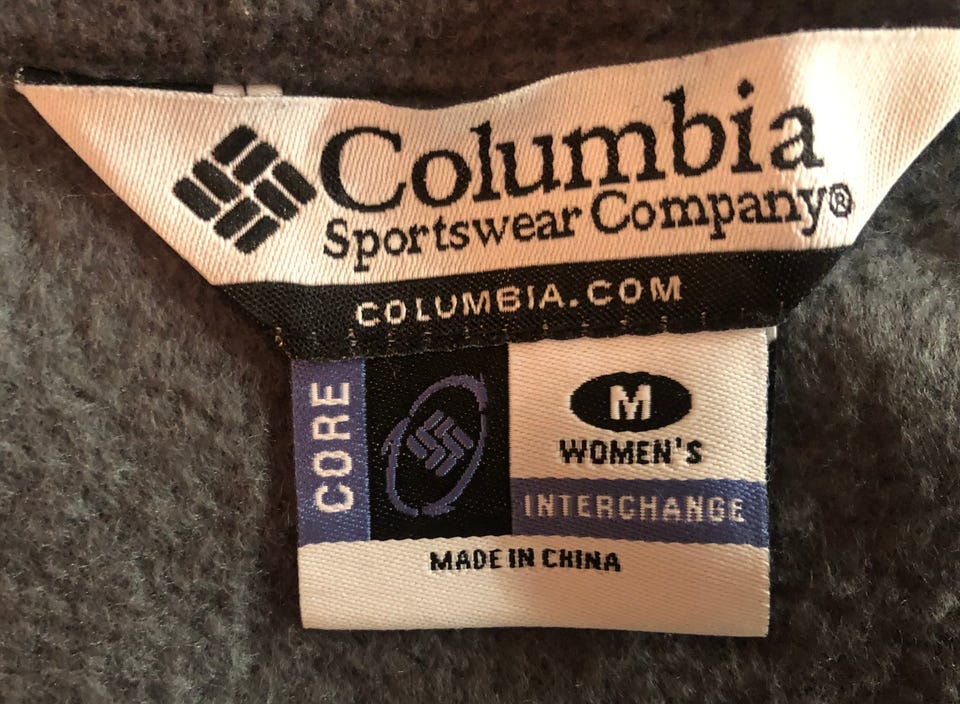 Columbia
Sportswear Company®
COLUMBIA.COM
CORE
M
WOMEN'S
INTERCHANGE
MADE IN CHINA